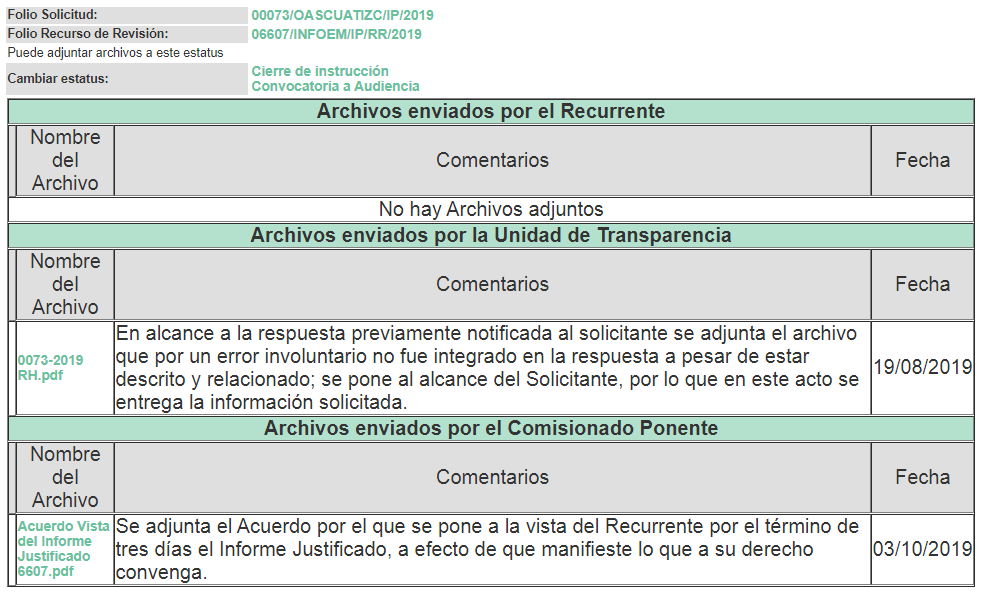 Folio Solicitud: 00073/OASCUATIZC/IP/2019
Folio Recurso de Revisión: 06607/INFOEM/IP/RR/2019
Puede adjuntar archivos a este estatus
Cambiar estatus:
Cierre de instrucción
Convocatoria a Audiencia
Archivos enviados por el Recurrente
Nombre
del
Archivo
Comentarios
Fecha
No hay Archivos adjuntos
Archivos enviados por la Unidad de Transparencia
Nombre
del
Archivo
Comentarios
Fecha
0073-2019
RH.pdf
En alcance a la respuesta previamente notificada al solicitante se adjunta el archivo
que por un error involuntario no fue integrado en la respuesta a pesar de estar
descrito y relacionado; se pone al alcance del Solicitante, por lo que en este acto se
entrega la información solicitada.
19/08/2019
Archivos enviados por el Comisionado Ponente
Nombre
del
Archivo
Comentarios
Fecha
Acuerdo Vista
del Informe
Justificado
6607.pdf
Se adjunta el Acuerdo por el que se pone a la vista del Recurrente por el término de
tres días el Informe Justificado, a efecto de que manifieste lo que a su derecho
convenga.
03/10/2019